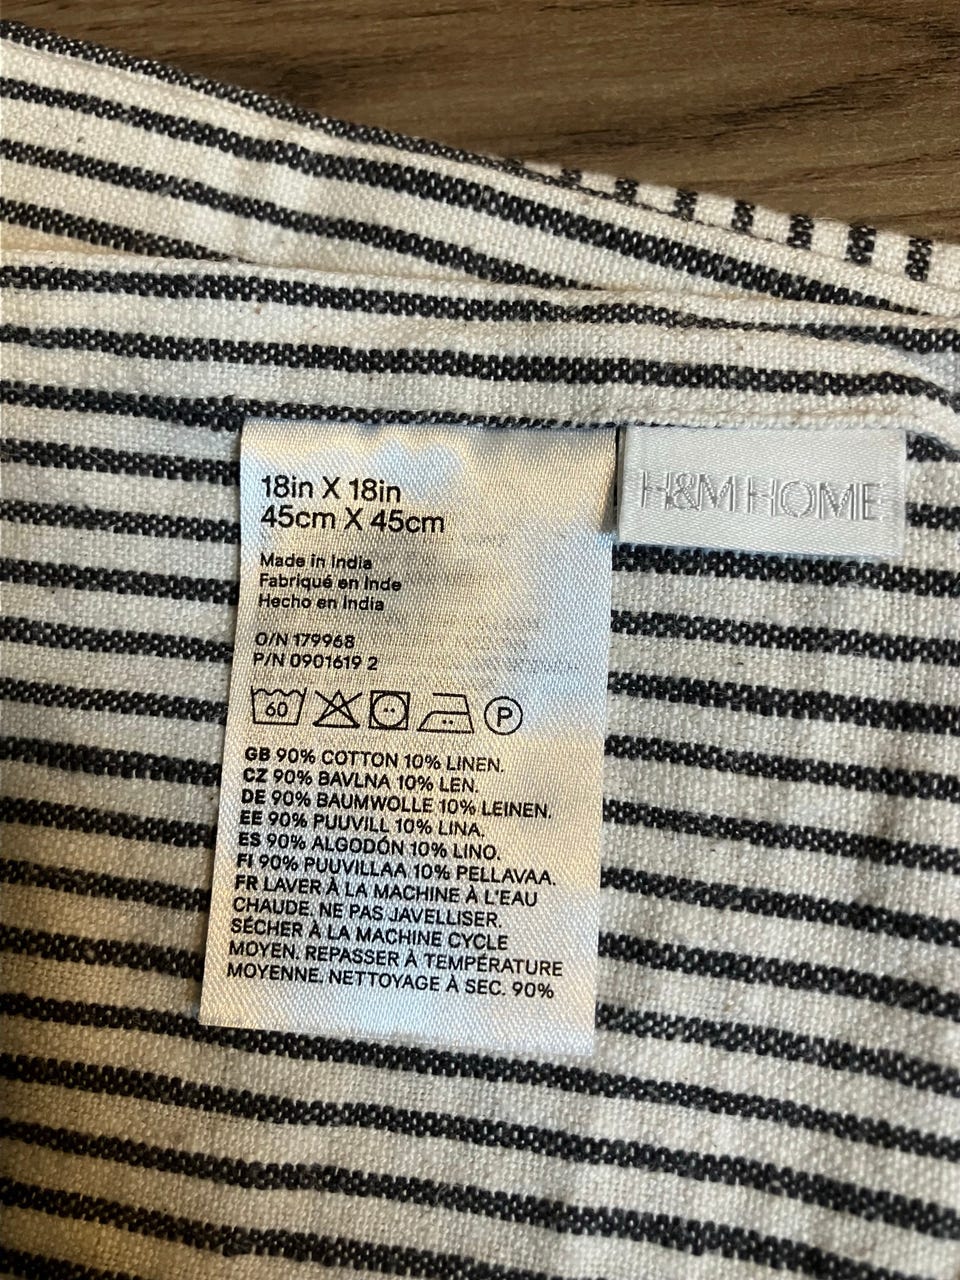 18in X 18in
45cm X 45cm
Made in India
Fabriqué en Inde
Hecho en India
O/N 179968
P/N 0901619 2
60 P
GB 90% COTTON 10% LINEN.
CZ 90% BAVLNA 10% LEN.
DE 90% BAUMWOLLE 10% LEINEN.
EE 90% PUUVILL 10% LINA.
ES 90% ALGODÓN 10% LINO.
FI 90% PUUVILLAA 10% PELLAVAA.
FR LAVER À LA MACHINE À L'EAU
CHAUDE. NE PAS JAVELLISER.
SÉCHER À LA MACHINE CYCLE
MOYEN. REPASSER À TEMPÉRATURE
MOYENNE. NETTOYAGE À SEC. 90%
H&M HOME